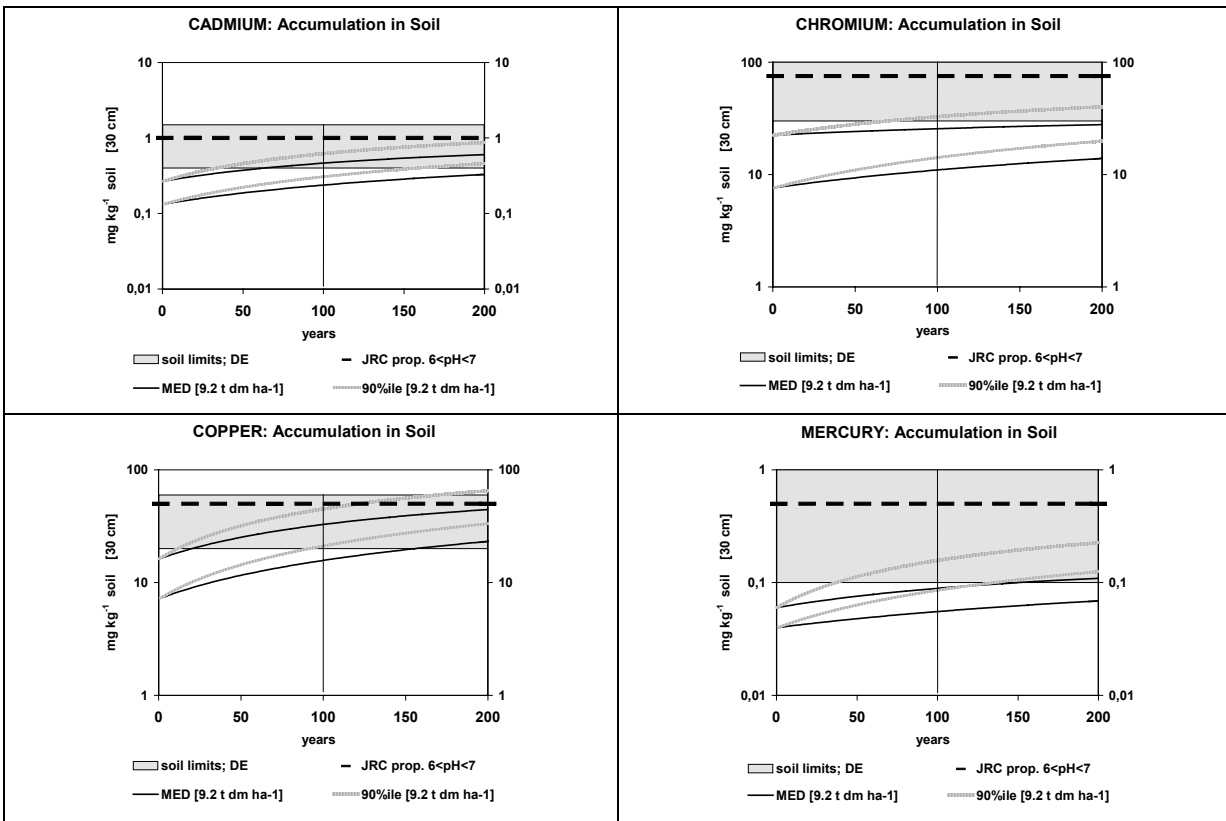 CADMIUM: Accumulation in Soil
10
1
0,1
0,01
mg kg-1 soil [30 cm]
10
1
0,1
0,01
0 50 100 150 200
years
soil limits; DE JRC prop. 6<pH<7
MED [9.2 t dm ha-1] 90%ile [9.2 t dm ha-1]
CHROMIUM: Accumulation in Soil
100
10
1
mg kg-1 soil [30 cm]
100
10
1
0 50 100 150 200
years
soil limits; DE JRC prop. 6<pH<7
MED [9.2 t dm ha-1] 90%ile [9.2 t dm ha-1]
COPPER: Accumulation in Soil
100
10
1
mg kg-1 soil [30 cm]
100
10
1
0 50 100 150 200
years
soil limits; DE JRC prop. 6<pH<7
MED [9.2 t dm ha-1] 90%ile [9.2 t dm ha-1]
MERCURY: Accumulation in Soil
1
0,1
0,01
mg kg-1 soil [30 cm]
1
0,1
0,01
0 50 100 150 200
years
soil limits; DE JRC prop. 6<pH<7
MED [9.2 t dm ha-1] 90%ile [9.2 t dm ha-1]